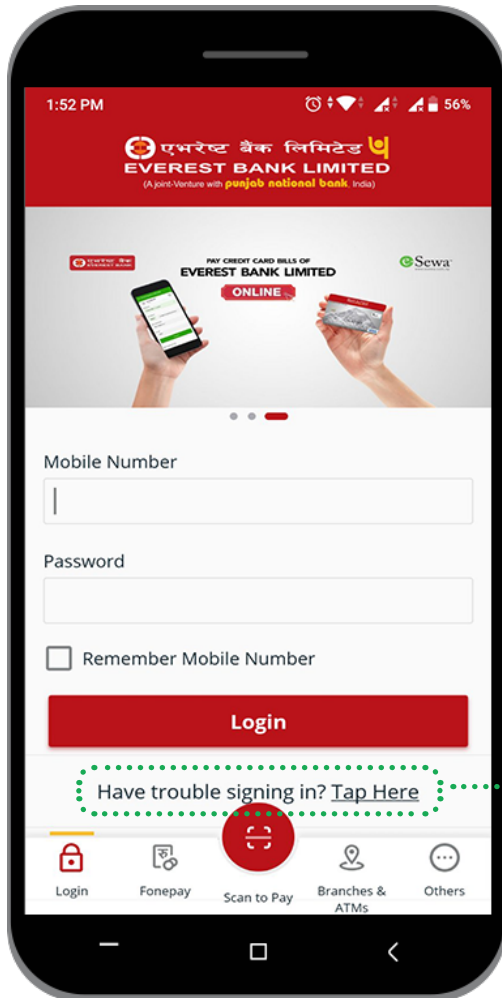 1:52 PM
56%
एभरेष्ट बैंक लिमिटेड
EVEREST BANK LIMITED
(A joint-Venture with punjab national bank, India)
PAY CREDIT CARD BILLS OF
EVEREST BANK LIMITED
ONLINE
eSewa
Mobile Number
Password
Remember Mobile Number
Login
Have trouble signing in? Tap Here
Login
Fonepay
Scan to Pay
Branches &
ATMs
Others